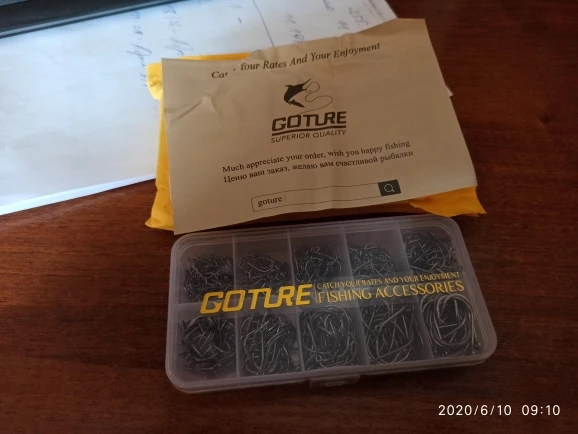 Your Rates And Your Enjoyment
GOTURE
SUPERIOR QUALITY
Much appreciate your order, wish you happy fishing
Ценю ваш заказ, желаю вам счастливой рыбалки
goture
GOTURE
CATCH YOUR RATES AND YOUR ENJOYMENT
FISHING ACCESSORIES
2020/6/10 09:10